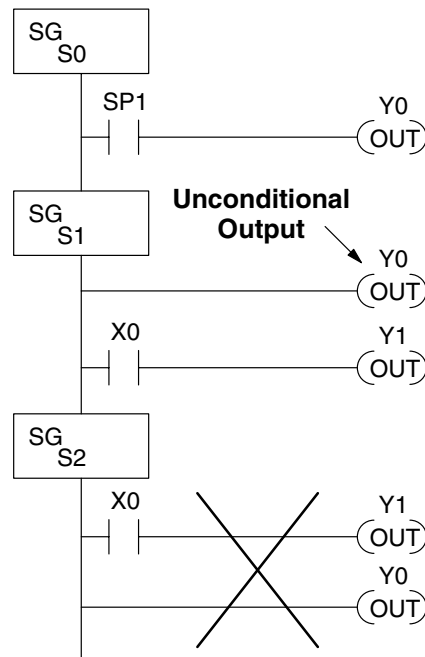 SG
S0
SP1
Y0
OUT
SG
S1
Unconditional
Output
Y0
OUT
X0
Y1
OUT
SG
S2
X0
Y1
OUT
Y0
OUT